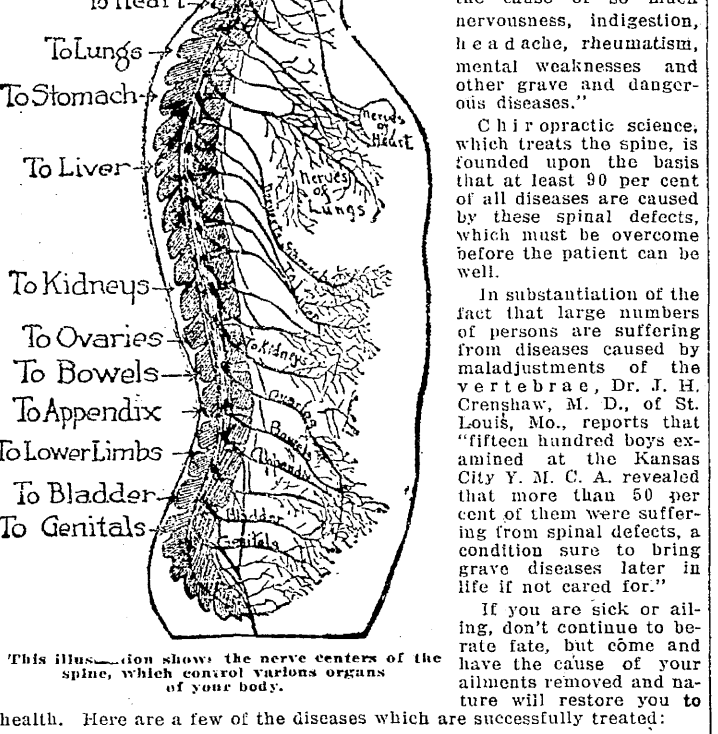 To Heart
To Lungs
To Stomach
To Liver
To Kidneys
To Ovaries
To Bowels
To Appendix
To Lower Limbs
To Bladder
To Genitals
nerves
of
Heart
nerves
of
Lungs
To Kidneys
Ovaries
Bowels
Appendix
Bladder
Genitals
This illus tion shows the nerve centers of the
spine, which control various organs
of your body.
the cause of so much
nervousness, indigestion,
headache, rheumatism,
mental weaknesses and
other grave and danger-
ous diseases."
Chiropractic science,
which treats the spine, is
founded upon the basis
that at least 90 per cent
of all diseases are caused
by these spinal defects,
which must be overcome
before the patient can be
well.
In substantiation of the
fact that large numbers
of persons are suffering
from diseases caused by
maladjustments of the
vertebrae, Dr. J. H.
Crenshaw, M. D., of St.
Louis, Mo., reports that
"fifteen hundred boys ex-
amined at the Kansas
City Y. M. C. A. revealed
that more than 50 per
cent of them were suffer-
ing from spinal defects, a
condition sure to bring
grave diseases later in
life if not cared for."
If you are sick or ail-
ing, don't continue to be-
rate fate, but come and
have the cause of your
ailments removed and na-
ture will restore you to
health. Here are a few of the diseases which are successfully treated: